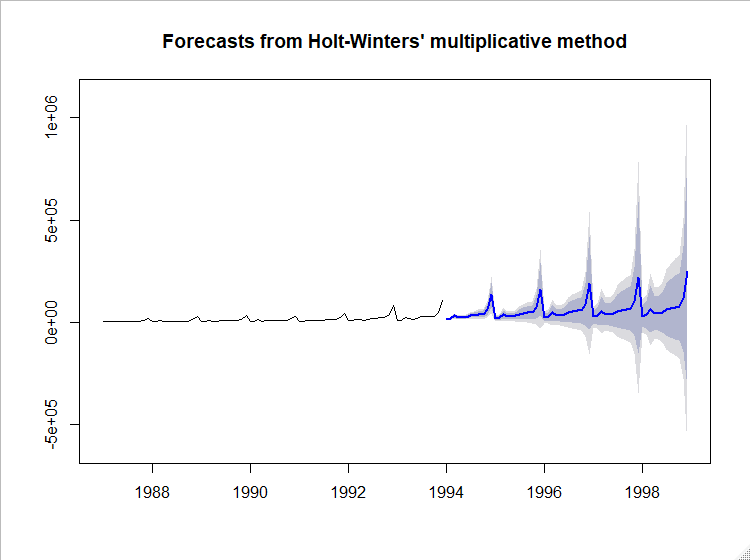 Forecasts from Holt-Winters' multiplicative method
1e+06
5e+05
0e+00
-5e+05
1988 1990 1992 1994 1996 1998